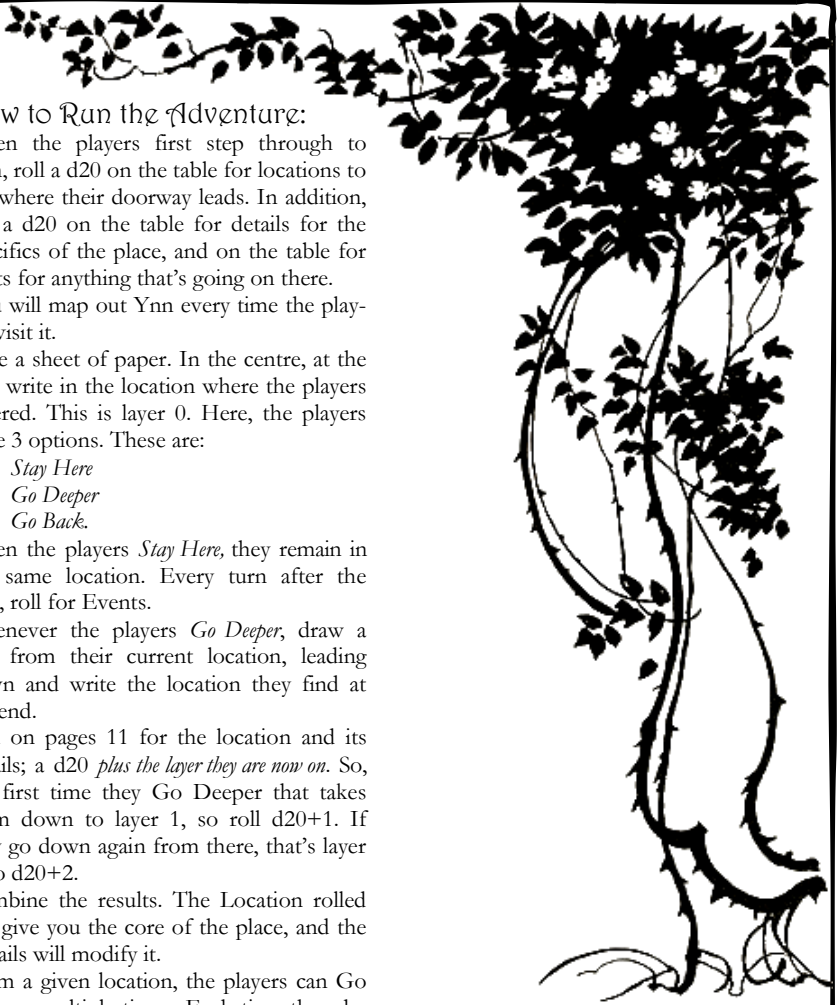 w to Run the Adventure:
en the players first step through to
, roll a d20 on the table for locations to
where their doorway leads. In addition,
a d20 on the table for details for the
cifics of the place, and on the table for
ts for anything that's going on there.
will map out Ynn every time the play-
visit it.
e a sheet of paper. In the centre, at the
write in the location where the players
ered. This is layer 0. Here, the players
e 3 options. These are:
Stay Here
Go Deeper
Go Back.
en the players Stay Here, they remain in
same location. Every turn after the
, roll for Events.
enever the players Go Deeper, draw a
from their current location, leading
n and write the location they find at
end.
on pages 11 for the location and its
ails; a d20 plus the layer they are now on. So,
first time they Go Deeper that takes
m down to layer 1, so roll d20+1. If
go down again from there, that's layer
o d20+2.
mbine the results. The Location rolled
give you the core of the place, and the
ails will modify it.
m a given location, the players can Go